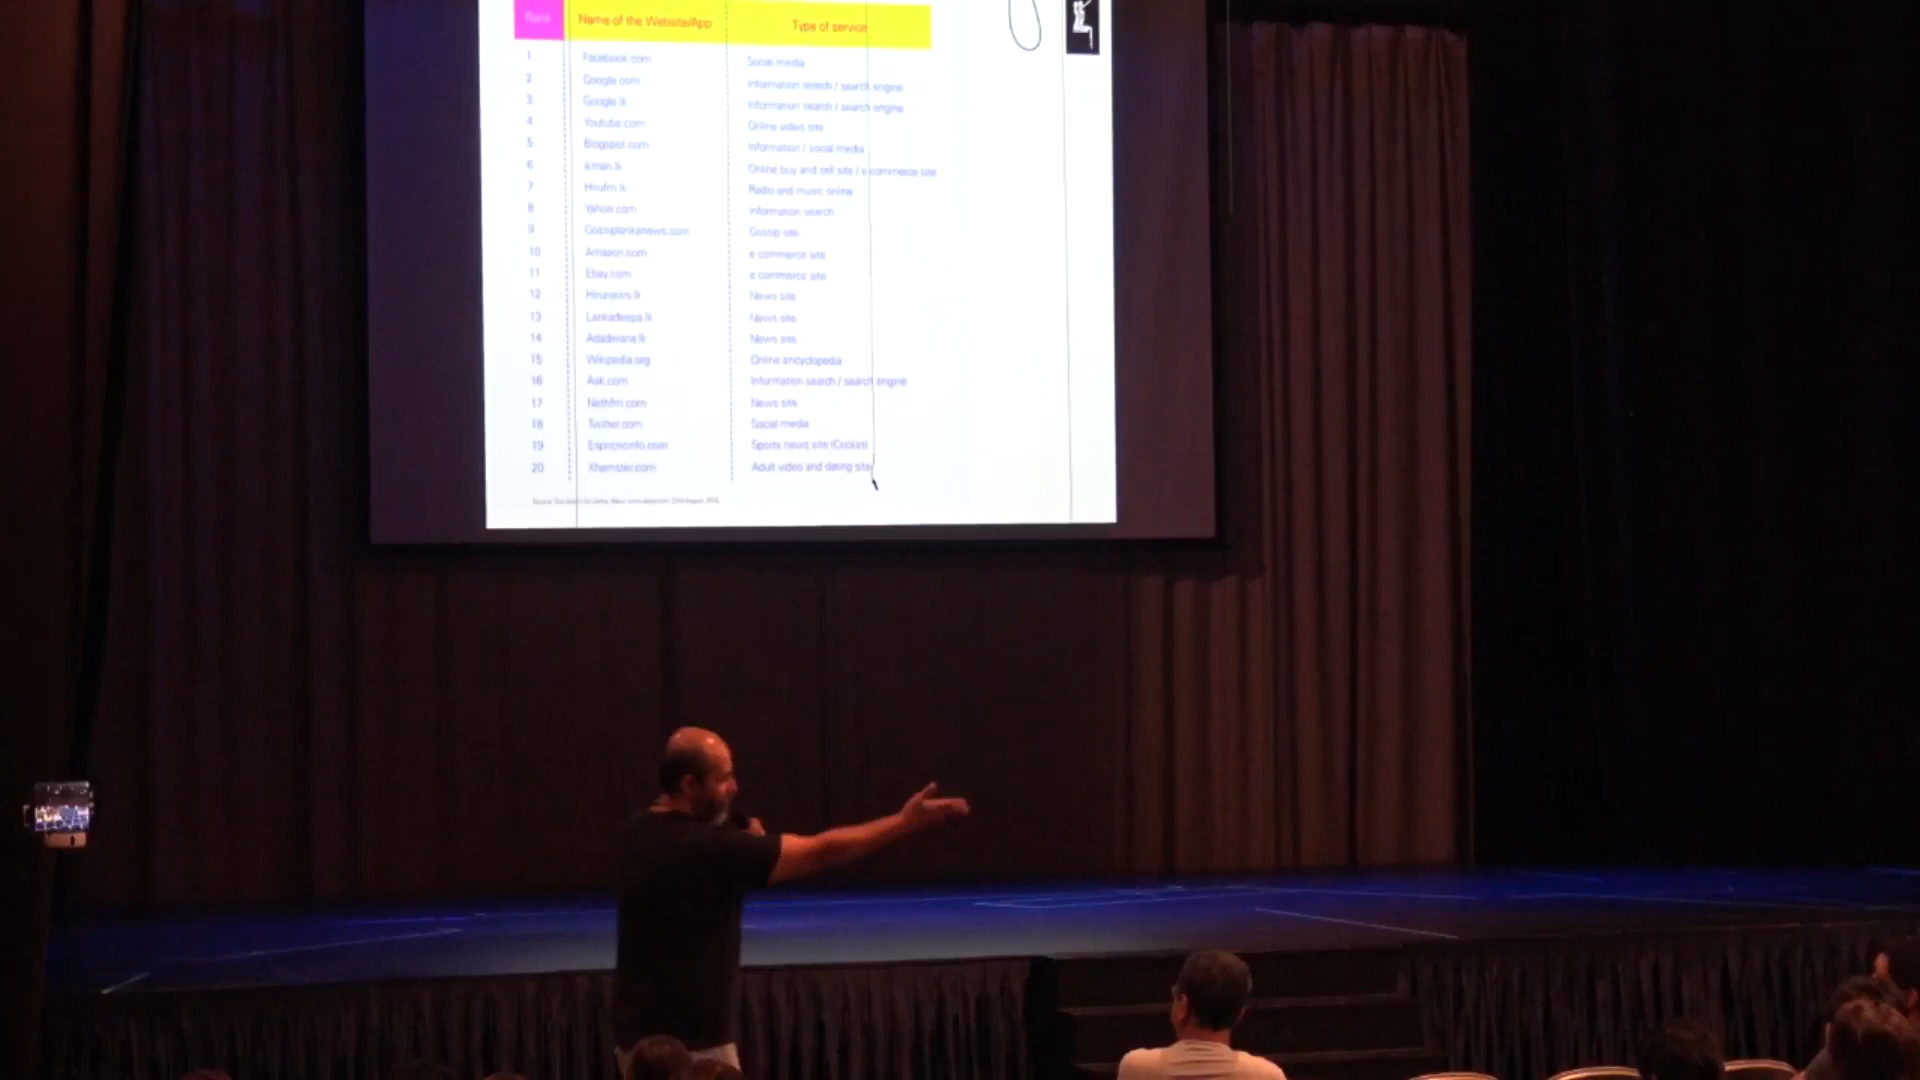 Rank Name of the Website/App Type of service
1 Facebook.com Social media
2 Google.com Information search / search engine
3 Google.lk Information search / search engine
4 Youtube.com Online video site
5 Blogspot.com Information / social media
6 ikman.lk Online buy and sell site / e commerce site
7 Hirufm.lk Radio and music online
8 Yahoo.com Information search
9 Gossiplankanews.com Gossip site
10 Amazon.com e commerce site
11 Ebay.com e commerce site
12 Hirunews.lk News site
13 Lankadeepa.lk News site
14 Adaderana.lk News site
15 Wikipedia.org Online encyclopedia
16 Ask.com Information search / search engine
17 Nethfm.com News site
18 Twitter.com Social media
19 Espncricinfo.com Sports news site (Cricket)
20 Xhamster.com Adult video and dating site